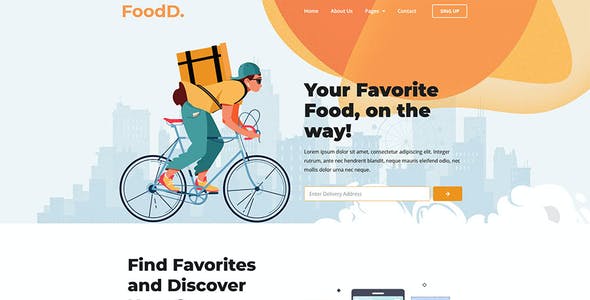 FoodD.
Home About Us Pages Contact SING UP
Your Favorite
Food, on the
way!
Lorem ipsum dolor sit amet, consectetur adipiscing elit. Integer
rutrum, ante nec hendrerit blandit, neque mauris eleifend odio, nec
mollis dolor urna nec neque.
Enter Delivery Address
Find Favorites
and Discover